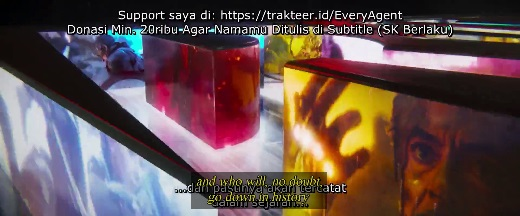 Support saya di: https://trakteer.id/EveryAgent
Donasi Min. 20ribu Agar Namamu Ditulis di Subtitle (SK Berlaku)
and who will, no doubt,
...dan pastinya akan tercatat
go down in history
dalam sejarah...